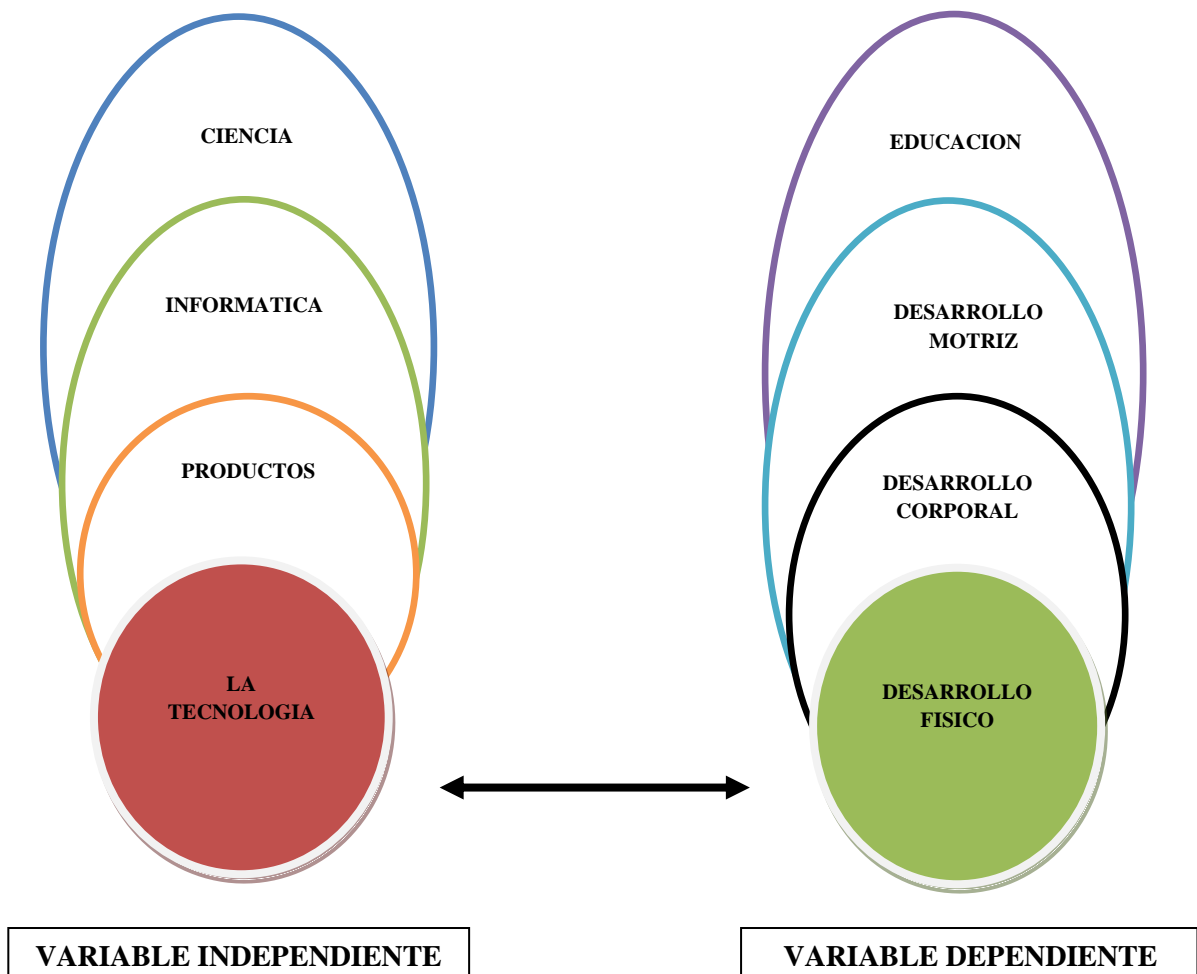 CIENCIA
INFORMATICA
PRODUCTOS
LA
TECNOLOGIA
VARIABLE INDEPENDIENTE
EDUCACION
DESARROLLO
MOTRIZ
DESARROLLO
CORPORAL
DESARROLLO
FISICO
VARIABLE DEPENDIENTE